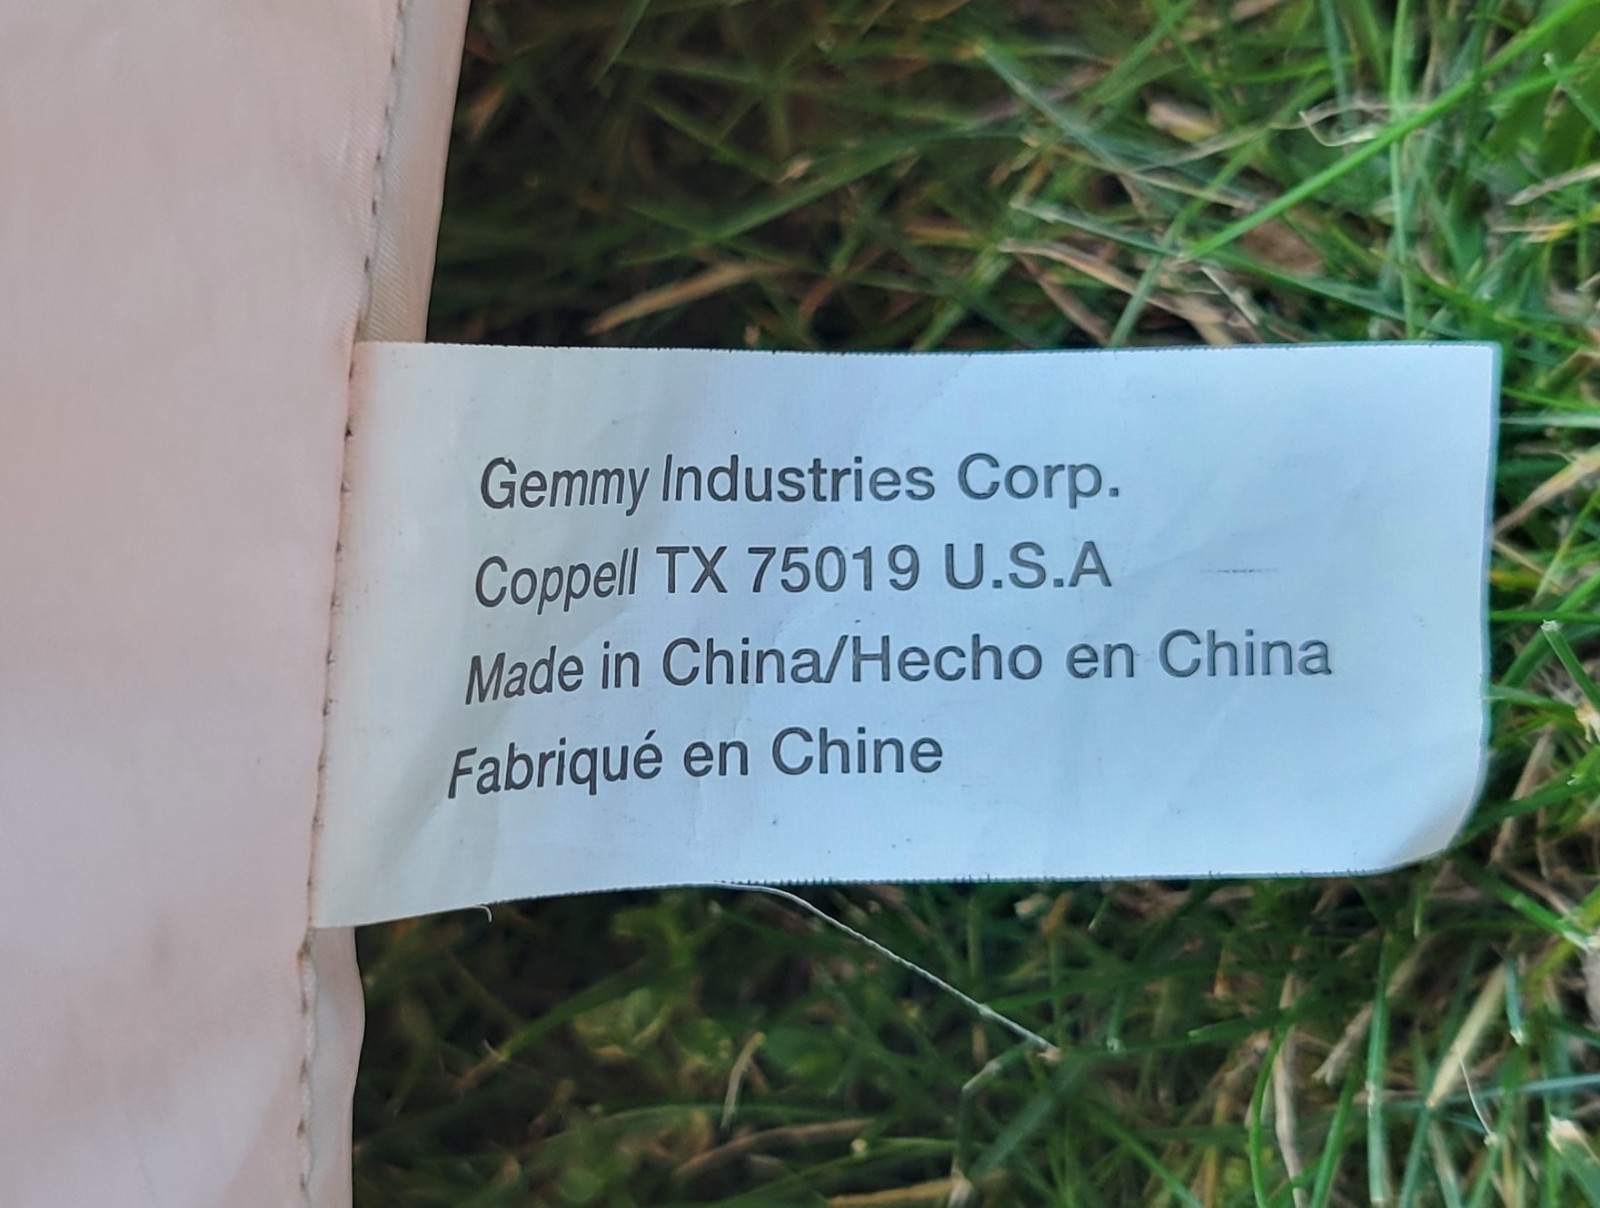 Gemmy Industries Corp.
Coppell TX 75019 U.S.A
Made in China/Hecho en China
Fabriqué en Chine